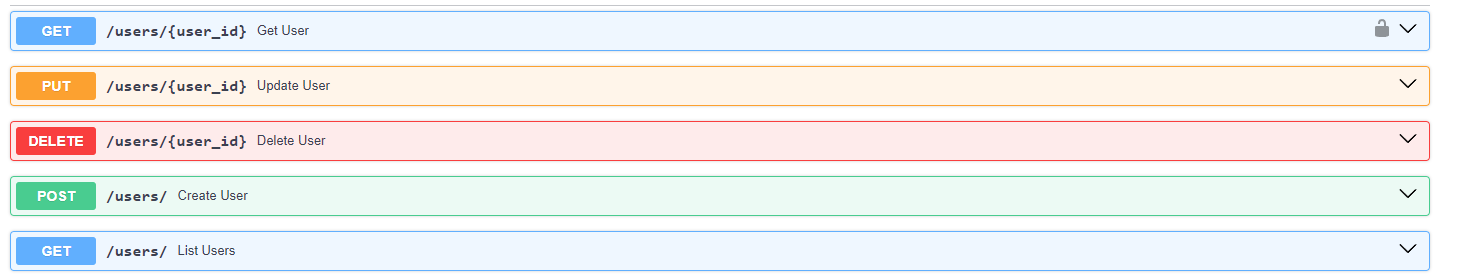 GET /users/{user_id} Get User
PUT /users/{user_id} Update User
DELETE /users/{user_id} Delete User
POST /users/ Create User
GET /users/ List Users